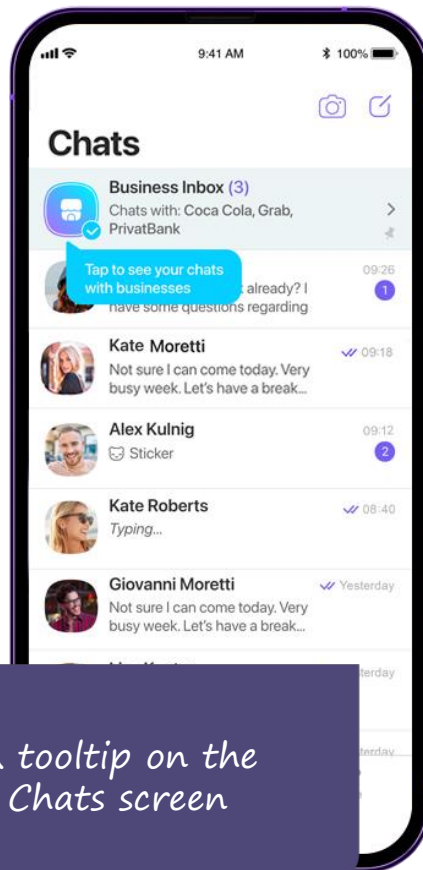 9:41 AM
100%
Chats
Business Inbox (3)
Chats with: Coca Cola, Grab,
PrivatBank
Tap to see your chats
with businesses
09:26
already? I
1
have some questions regarding
Kate Moretti
09:18
Not sure I can come today. Very
busy week. Let's have a break...
Alex Kulnig
09:12
Sticker
2
Kate Roberts
08:40
Typing...
Giovanni Moretti
Yesterday
Not sure I can come today. Very
busy week. Let's have a break...
terday
tooltip on the
terday
Chats screen